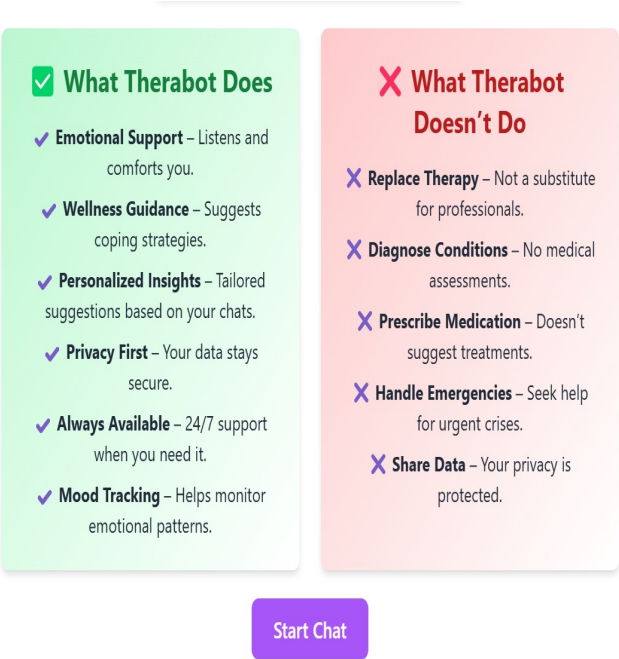 ✅ What Therabot Does
✔ Emotional Support – Listens and
comforts you.
✔ Wellness Guidance – Suggests
coping strategies.
✔ Personalized Insights – Tailored
suggestions based on your chats.
✔ Privacy First – Your data stays
secure.
✔ Always Available – 24/7 support
when you need it.
✔ Mood Tracking – Helps monitor
emotional patterns.
❌ What Therabot
Doesn’t Do
✖ Replace Therapy – Not a substitute
for professionals.
✖ Diagnose Conditions – No medical
assessments.
✖ Prescribe Medication – Doesn’t
suggest treatments.
✖ Handle Emergencies – Seek help
for urgent crises.
✖ Share Data – Your privacy is
protected.
Start Chat